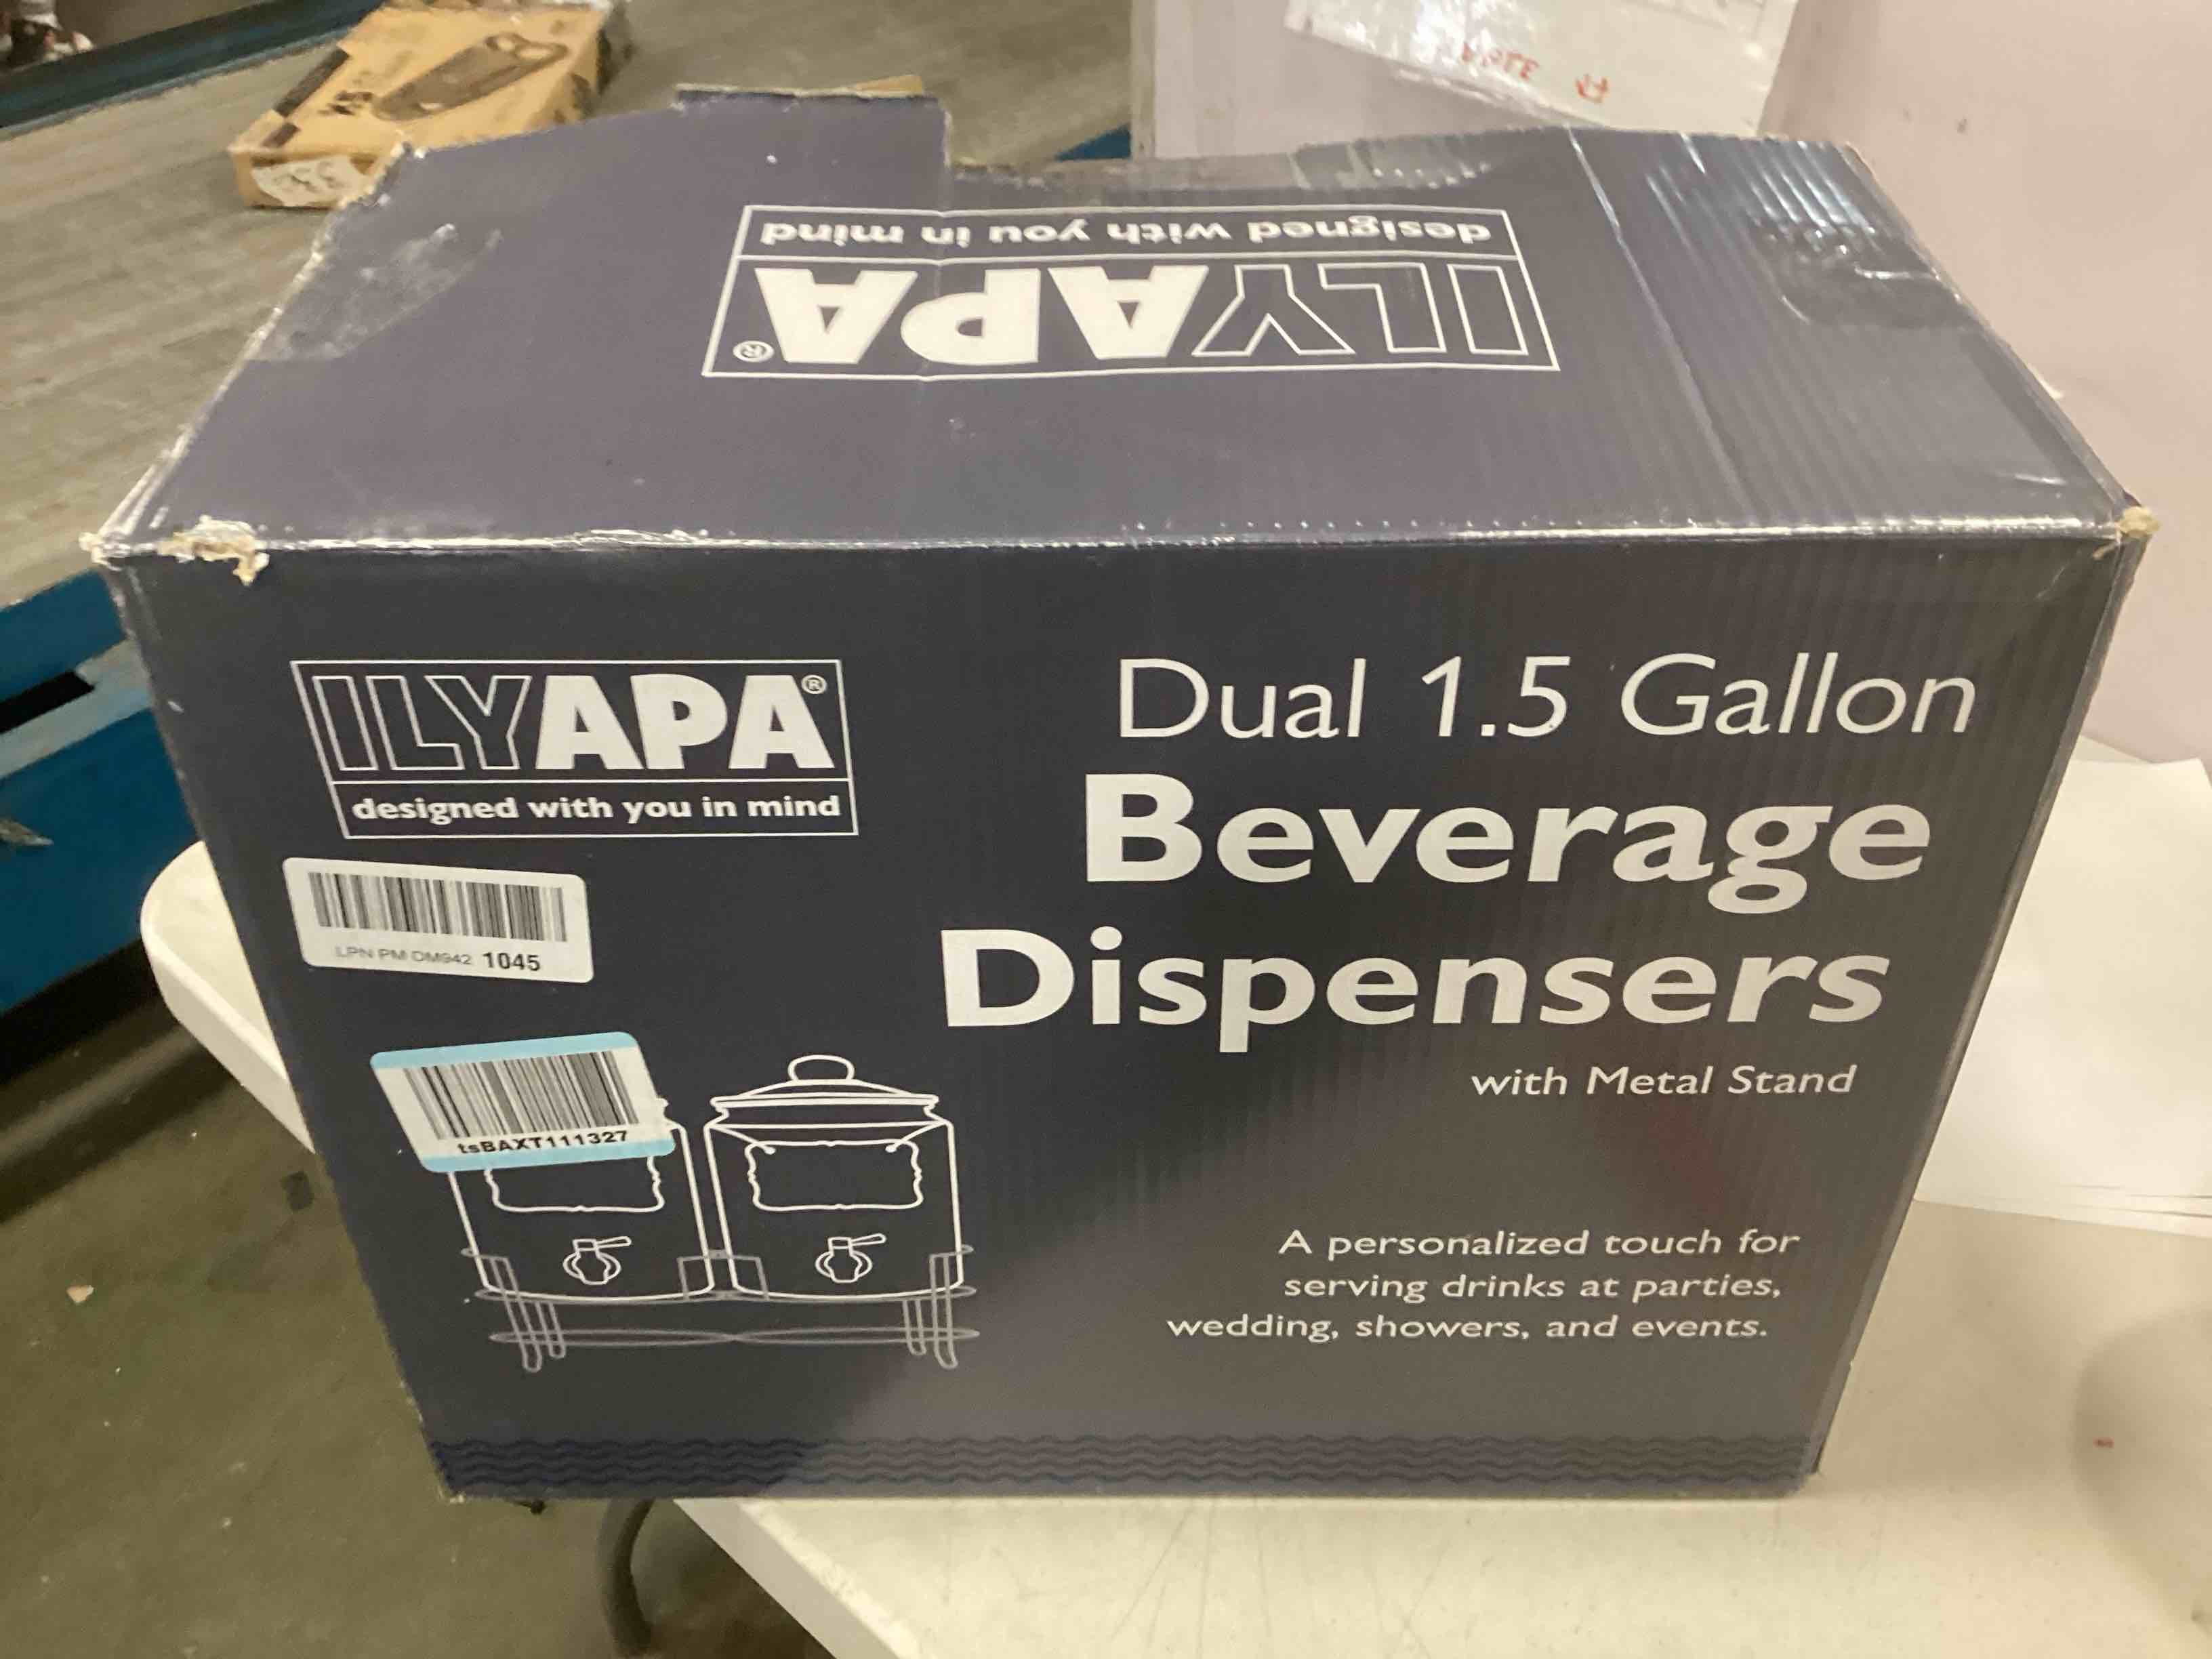 designed with you in mind
ILYAPA®
ILYAPA®
designed with you in mind
Dual 1.5 Gallon
Beverage
Dispensers
with Metal Stand
LPN PM DM942 1045
tsBAXT111327
A personalized touch for
serving drinks at parties,
wedding, showers, and events.